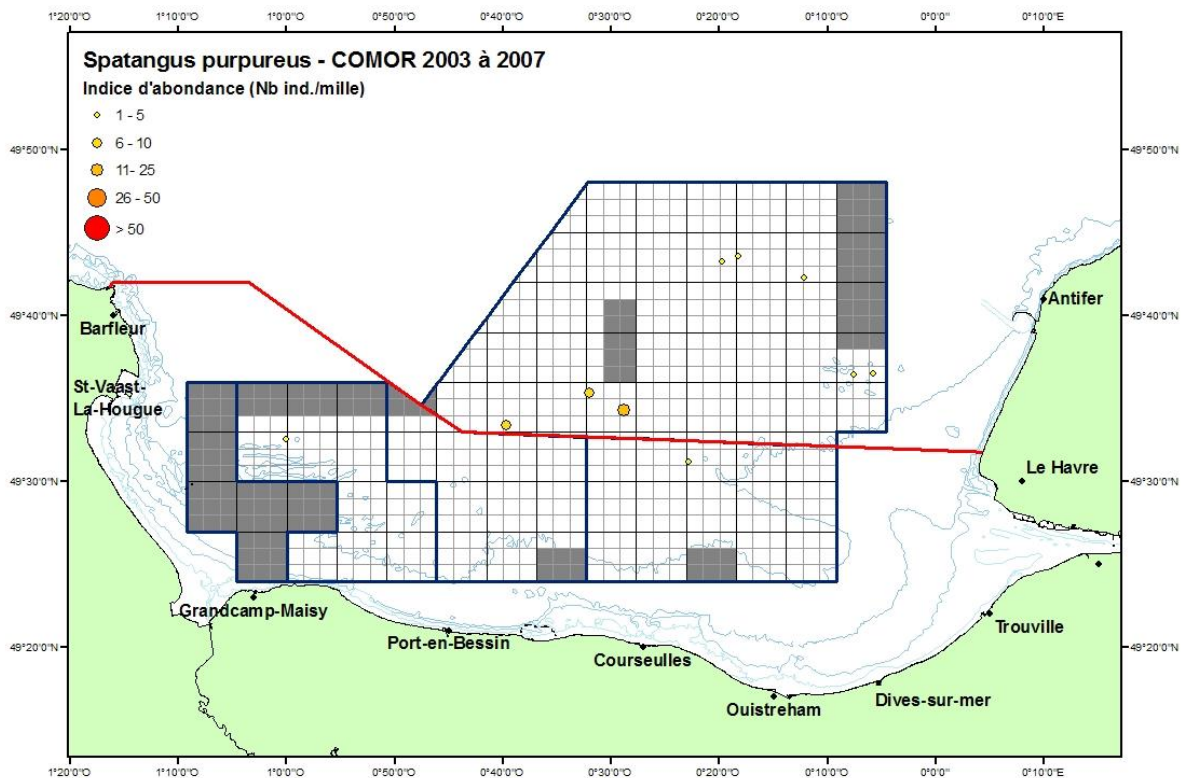 1°20'0"O 1°10'0"O 1°0'0"O 0°50'0"O 0°40'0"O 0°30'0"O 0°20'0"O 0°10'0"O 0°0'0" 0°10'0"E
Spatangus purpureus - COMOR 2003 à 2007
Indice d'abondance (Nb ind./mille)
1 - 5
6 - 10
11- 25
26 - 50
> 50
49°50'0"N 49°50'0"N
Antifer
49°40'0"N 49°40'0"N
Barfleur
St-Vaast-
La-Hougue
Le Havre
49°30'0"N 49°30'0"N
Grandcamp-Maisy
Trouville
Port-en-Bessin
49°20'0"N 49°20'0"N
Courseulles
Dives-sur-mer
Ouistreham
1°20'0"O 1°10'0"O 1°0'0"O 0°50'0"O 0°40'0"O 0°30'0"O 0°20'0"O 0°10'0"O 0°0'0" 0°10'0"E